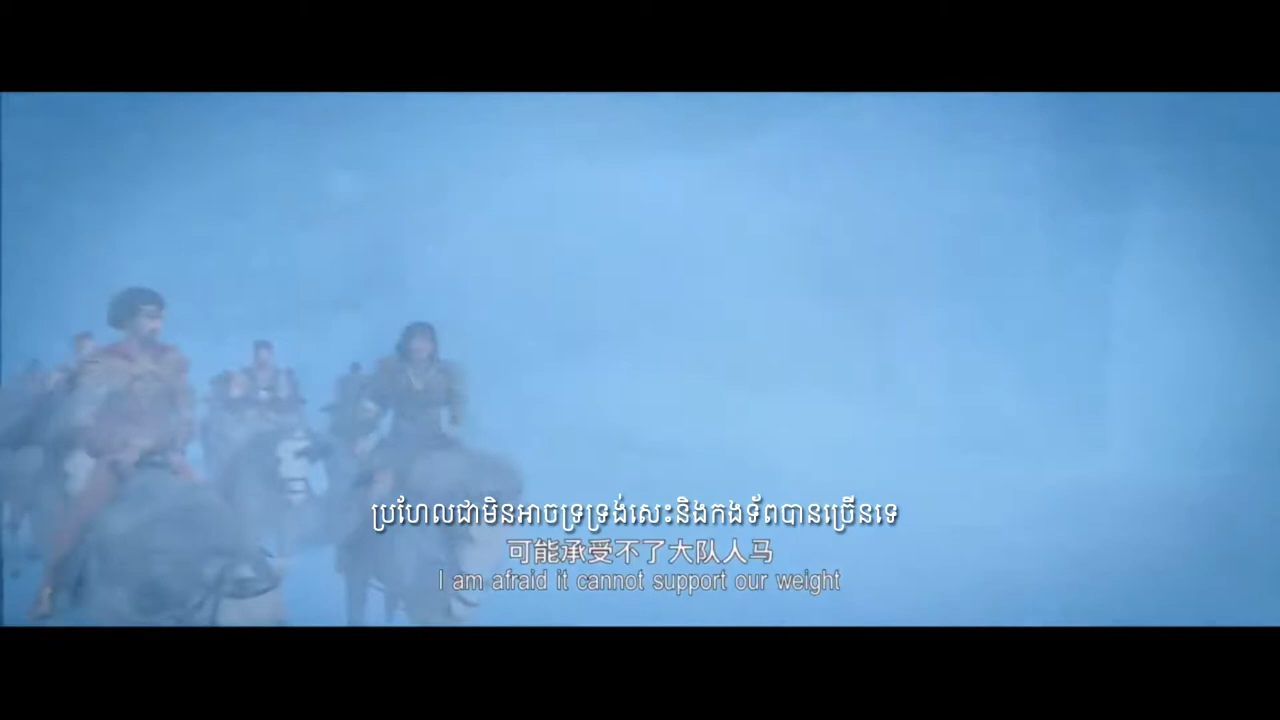 ប្រហែលជាមិនអាចទ្រទ្រង់សេះនិងកងទ័ពបានច្រើនទេ
可能承受不了大队人马
I am afraid it cannot support our weight